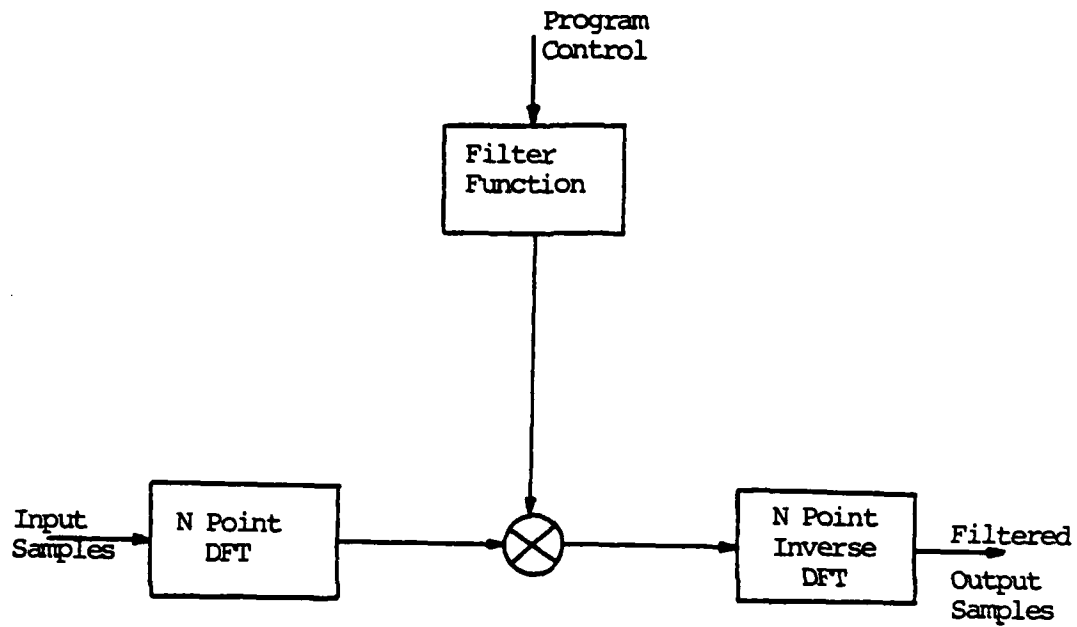 Program
Control
Filter
Function
Input
Samples
N Point
DFT
N Point
Inverse
DFT
Filtered
Output
Samples